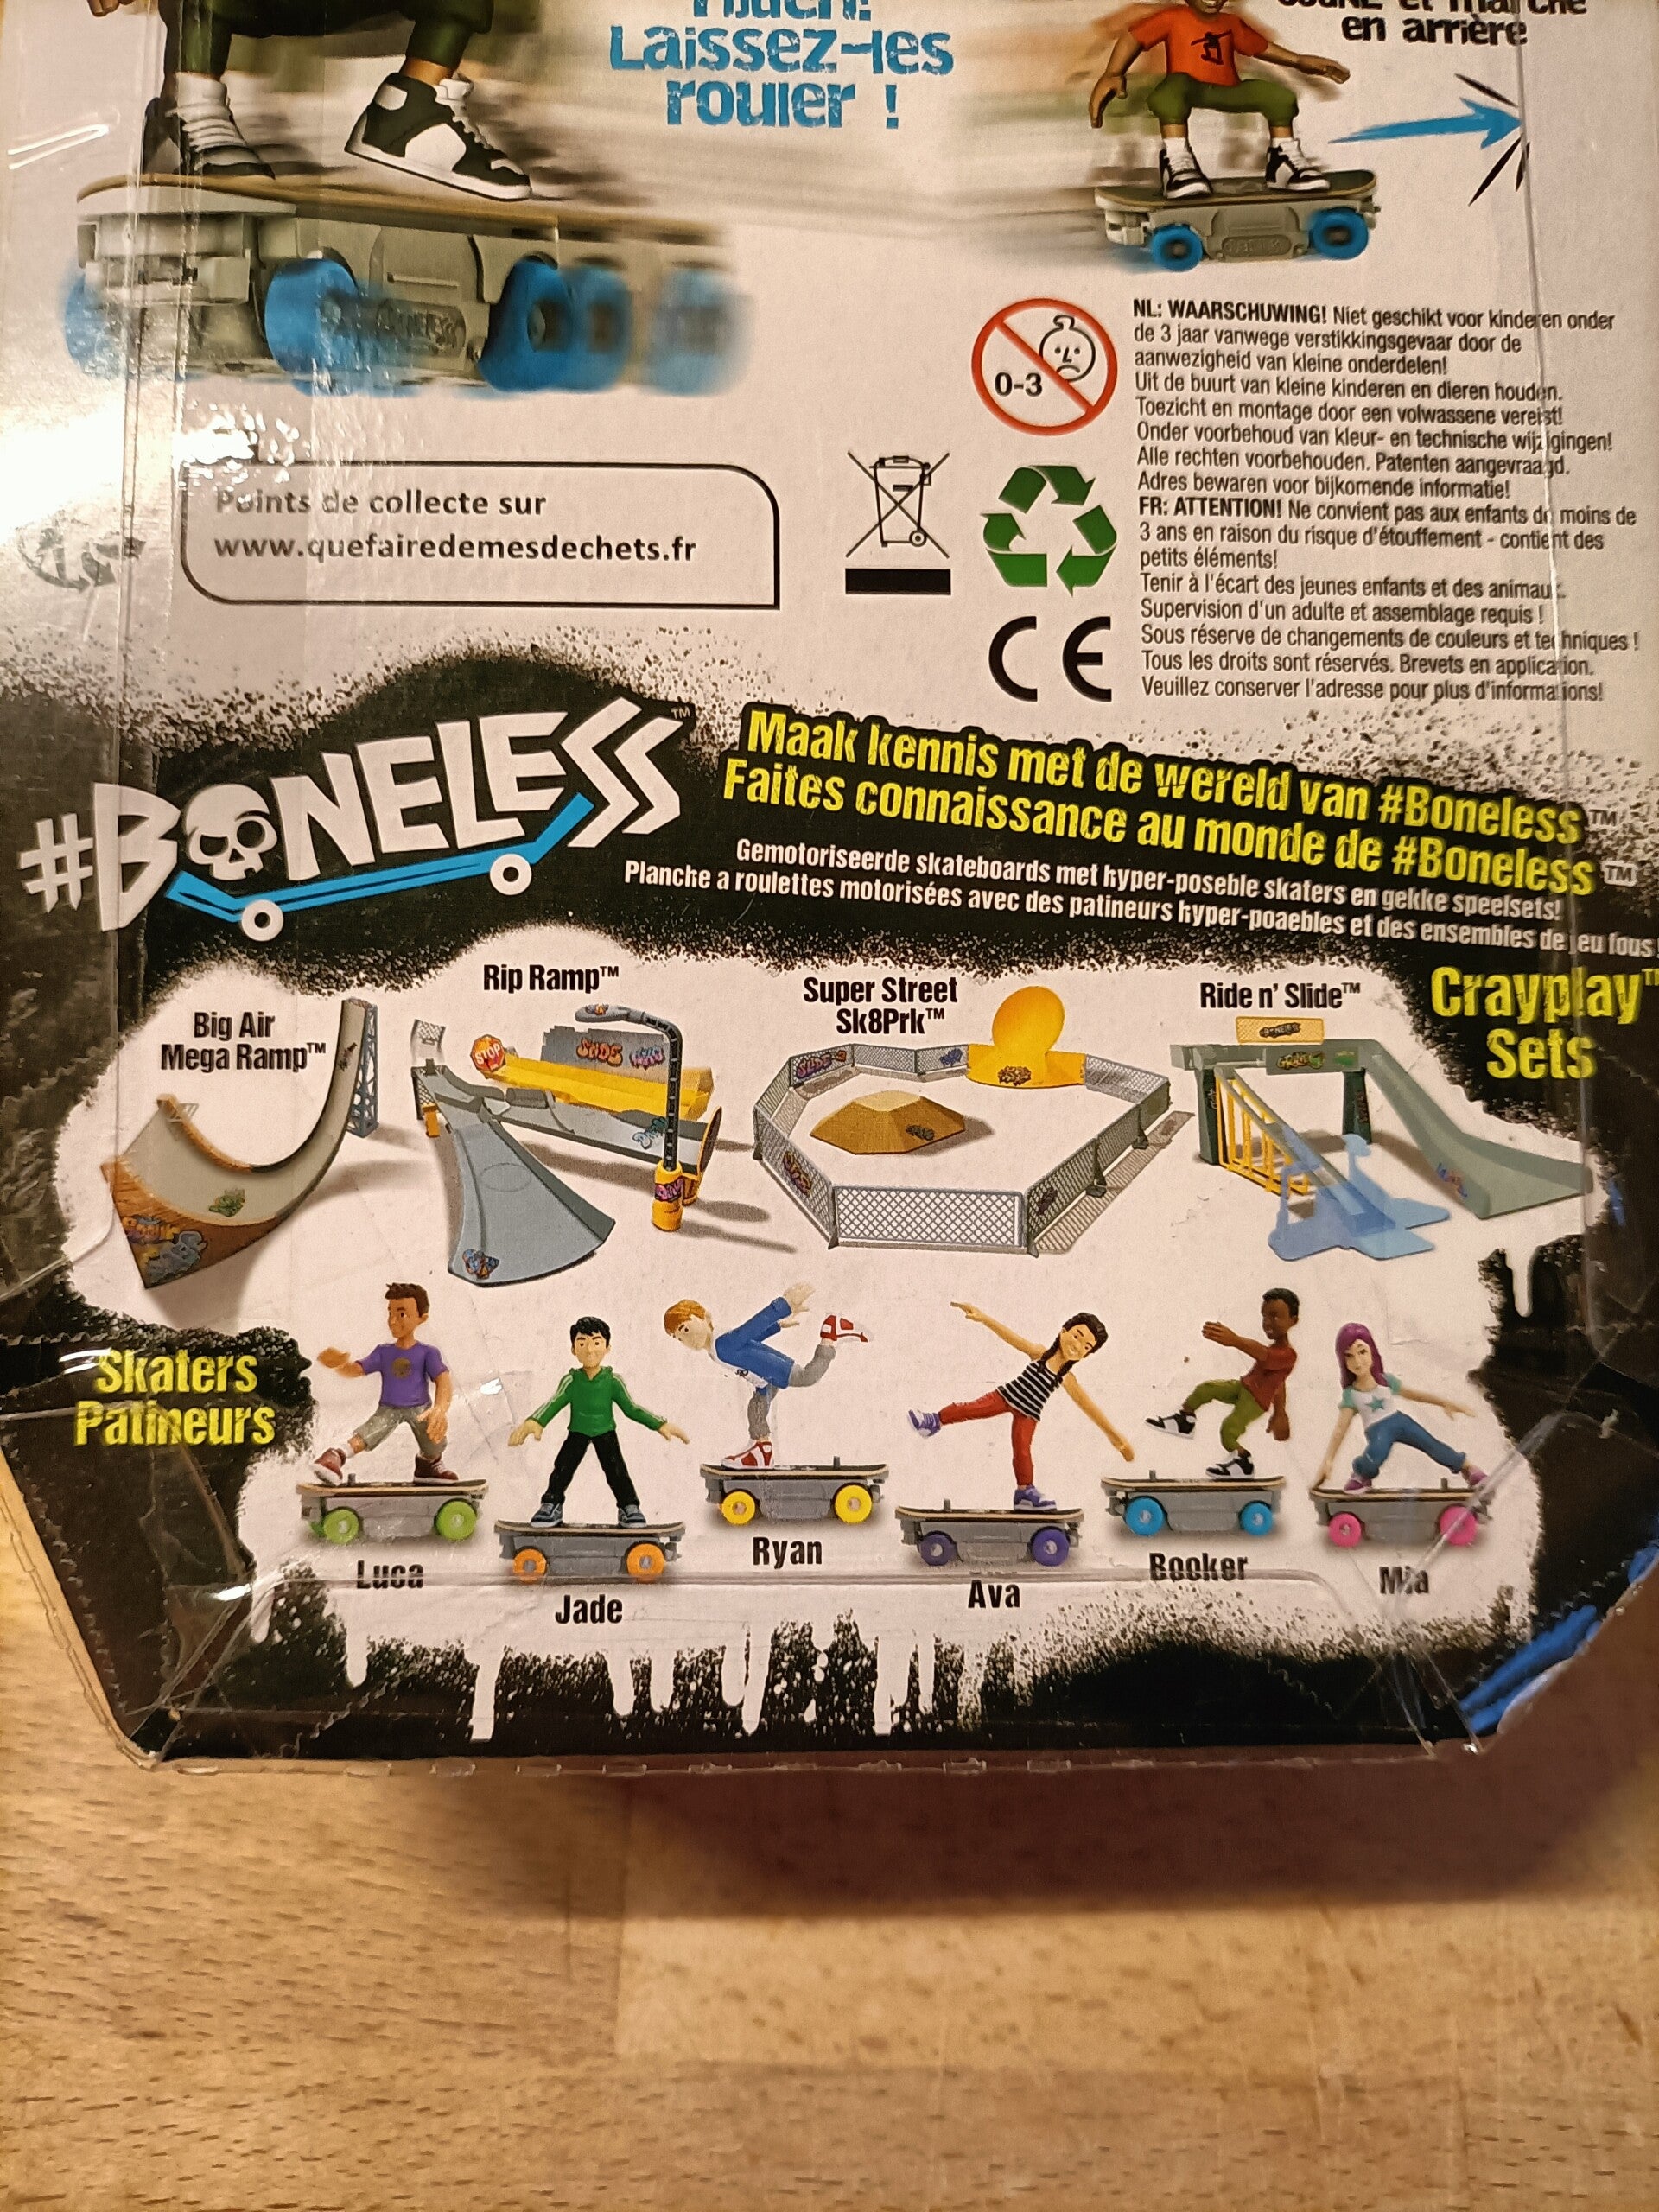 Laissez-les
rouler !
en arrière
NL: WAARSCHUWING! Niet geschikt voor kinderen onder
de 3 jaar vanwege verstikkingsgevaar door de
aanwezigheid van kleine onderdelen!
Uit de buurt van kleine kinderen en dieren houden.
Toezicht en montage door een volwassene vereist!
Onder voorbehoud van kleur- en technische wijzigingen!
Alle rechten voorbehouden. Patenten aangevraagd.
Adres bewaren voor bijkomende informatie!
FR: ATTENTION! Ne convient pas aux enfants de moins de
3 ans en raison du risque d'étouffement - contient des
petits éléments!
Tenir à l'écart des jeunes enfants et des animaux.
Supervision d'un adulte et assemblage requis !
Sous réserve de changements de couleurs et techniques !
Tous les droits sont réservés. Brevets en application.
Veuillez conserver l'adresse pour plus d'informations!
0-3
CE
Points de collecte sur
www.quefairedemesdechets.fr
#BONELESS™
Maak kennis met de wereld van #Boneless™
Faites connaissance au monde de #Boneless™
Gemotoriseerde skateboards met hyper-poseble skaters en gekke speelsets!
Planche a roulettes motorisées avec des patineurs hyper-poaebles et des ensembles de jeu fous!
Crayplay™
Sets
Big Air
Mega Ramp™
Rip Ramp™
Super Street
Sk8Prk™
Ride n' Slide™
STOP
Skaters
Patineurs
Luca
Jade
Ryan
Ava
Booker
Mia